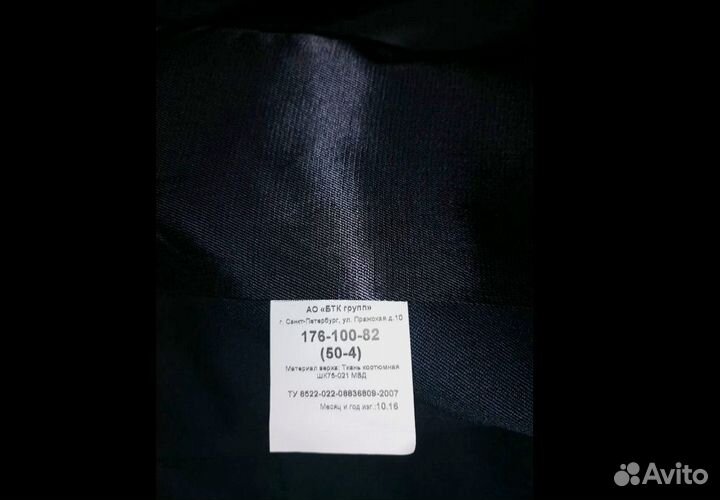 АО «БТК групп»
г. Санкт-Петербург, ул. Пражская д.10
176-100-82
(50-4)
Материал верха: Ткань костюмная
ШК75-021 МВД
ТУ 8522-022-08836809-2007
Месяц и год изг.:10.16
Avito